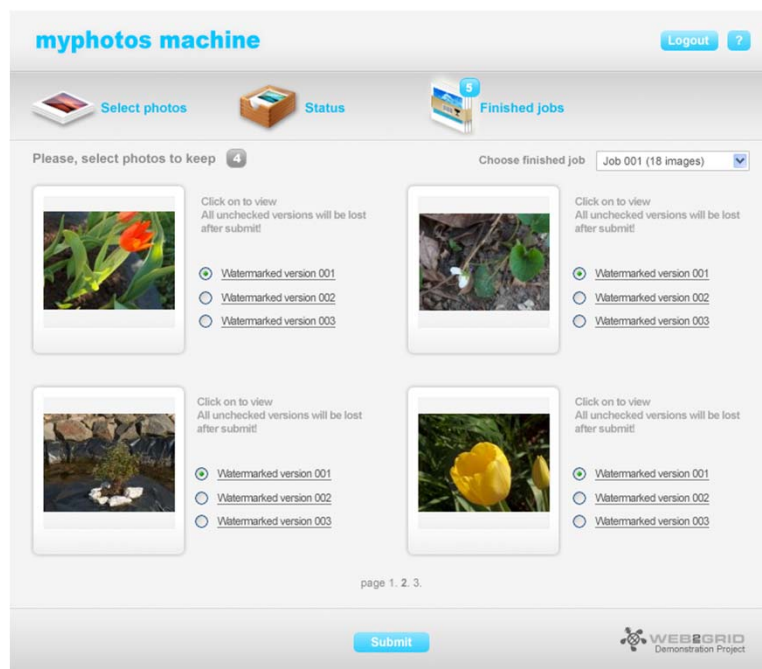 myphotos machine
Logout ?
Select photos
Status
5
Finished jobs
Please, select photos to keep 4
Choose finished job Job 001 (18 images)
Click on to view
All unchecked versions will be lost
after submit!
Watermarked version 001
Watermarked version 002
Watermarked version 003
Click on to view
All unchecked versions will be lost
after submit!
Watermarked version 001
Watermarked version 002
Watermarked version 003
Click on to view
All unchecked versions will be lost
after submit!
Watermarked version 001
Watermarked version 002
Watermarked version 003
Click on to view
All unchecked versions will be lost
after submit!
Watermarked version 001
Watermarked version 002
Watermarked version 003
page 1. 2. 3.
Submit
WEB2GRID
Demonstration Project